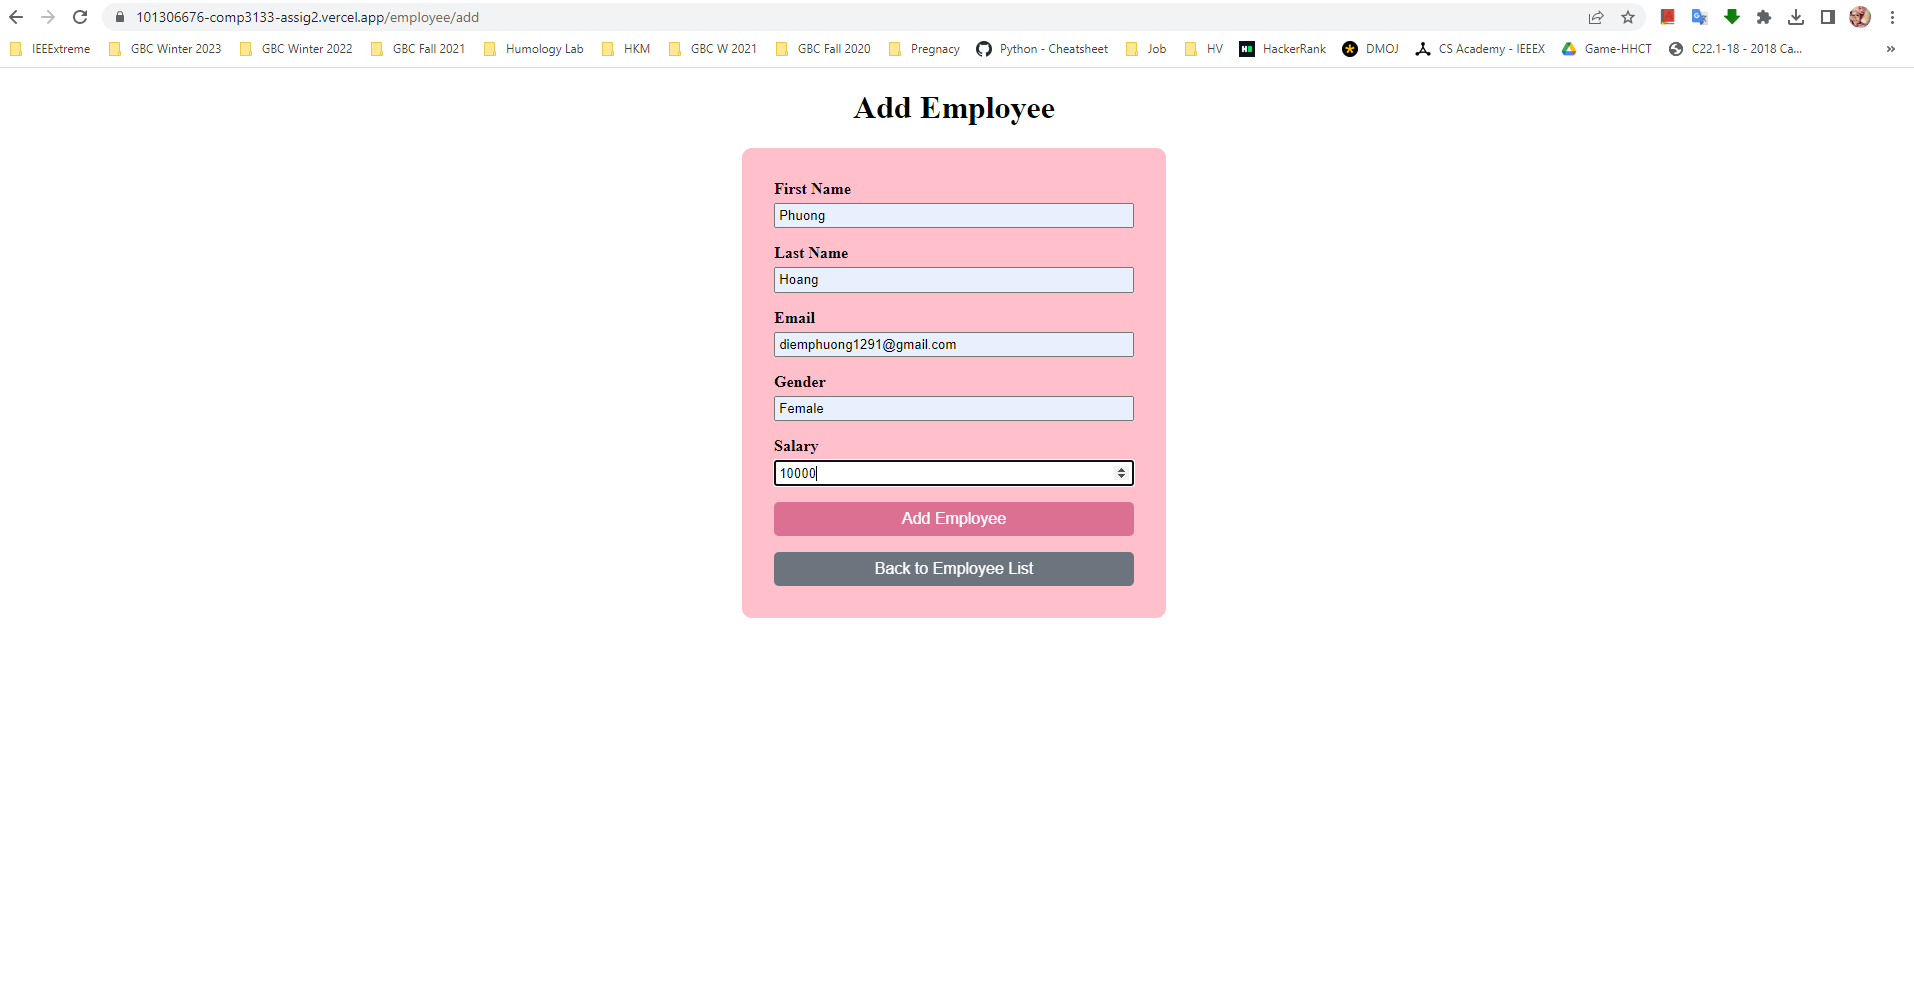 101306676-comp3133-assig2.vercel.app/employee/add
IEEExtreme GBC Winter 2023 GBC Winter 2022 GBC Fall 2021 Humology Lab HKM GBC W 2021 GBC Fall 2020 Pregnacy Python - Cheatsheet Job HV HackerRank DMOJ CS Academy - IEEEX Game-HHCT C22.1-18 - 2018 Ca... »
Add Employee
First Name
Phuong
Last Name
Hoang
Email
diemphuong1291@gmail.com
Gender
Female
Salary
10000
Add Employee
Back to Employee List